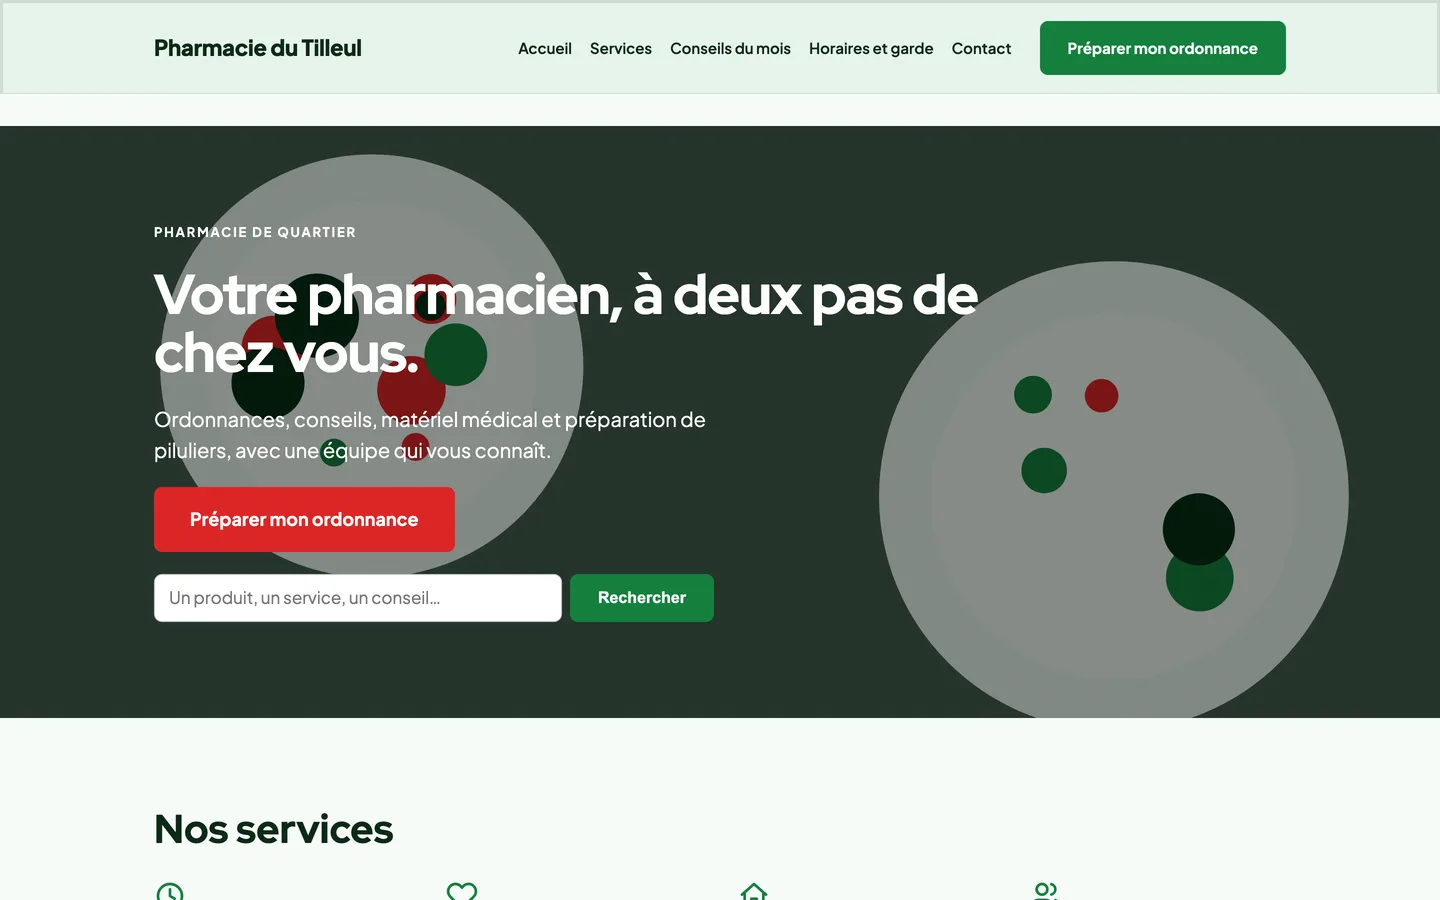 Pharmacie du Tilleul
Accueil Services Conseils du mois Horaires et garde Contact Préparer mon ordonnance
PHARMACIE DE QUARTIER
Votre pharmacien, à deux pas de
chez vous.
Ordonnances, conseils, matériel médical et préparation de
piluliers, avec une équipe qui vous connaît.
Préparer mon ordonnance
Un produit, un service, un conseil... Rechercher
Nos services